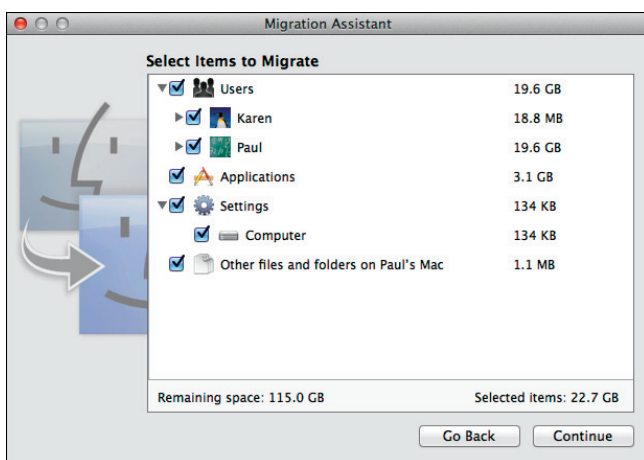 Migration Assistant
Select Items to Migrate
Users 19.6 GB
Karen 18.8 MB
Paul 19.6 GB
Applications 3.1 GB
Settings 134 KB
Computer 134 KB
Other files and folders on Paul's Mac 1.1 MB
Remaining space: 115.0 GB Selected items: 22.7 GB
Go Back Continue